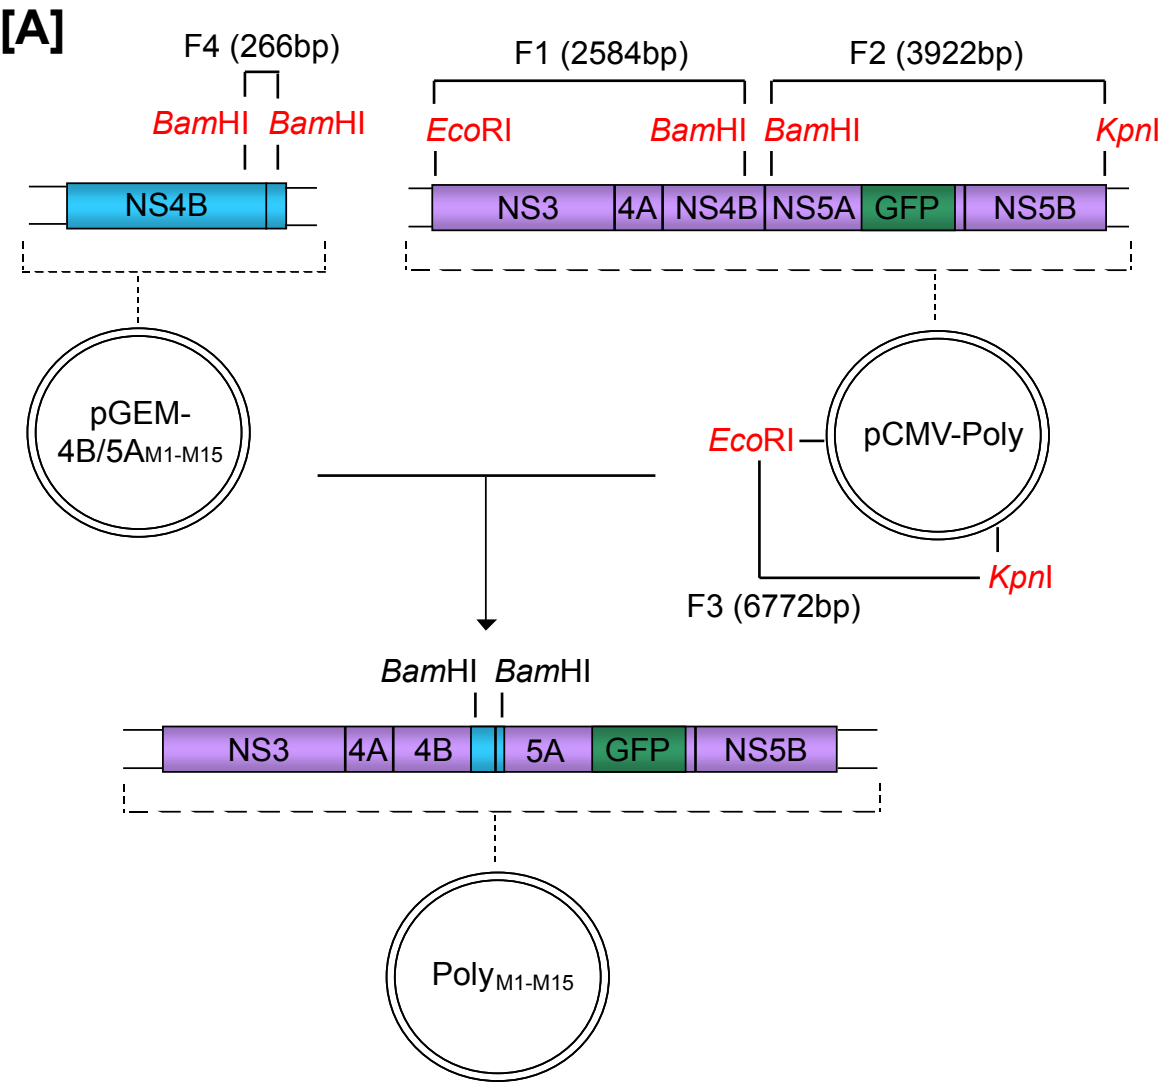 [A]
F4 (266bp)
F1 (2584bp)
F2 (3922bp)
BamHI BamHI
EcoRI
BamHI BamHI
KpnI
NS4B
NS3 4A NS4B NS5A GFP NS5B
pGEM-
4B/5AM1-M15
EcoRI
pCMV-Poly
KpnI
F3 (6772bp)
BamHI BamHI
NS3 4A 4B 5A GFP NS5B
PolyM1-M15